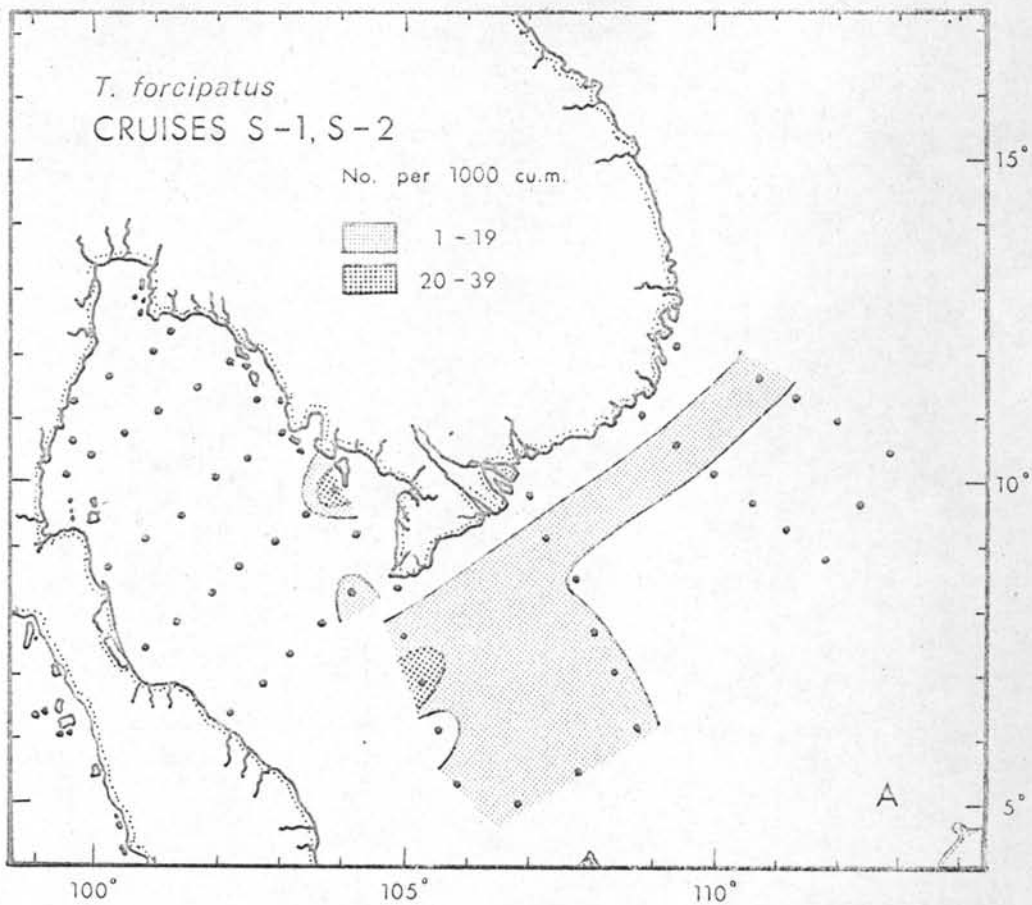 T. forcipatus
CRUISES S-1, S-2
No. per 1000 cu.m.
1-19
20-39
15°
10°
A
5°
100°
105°
110°